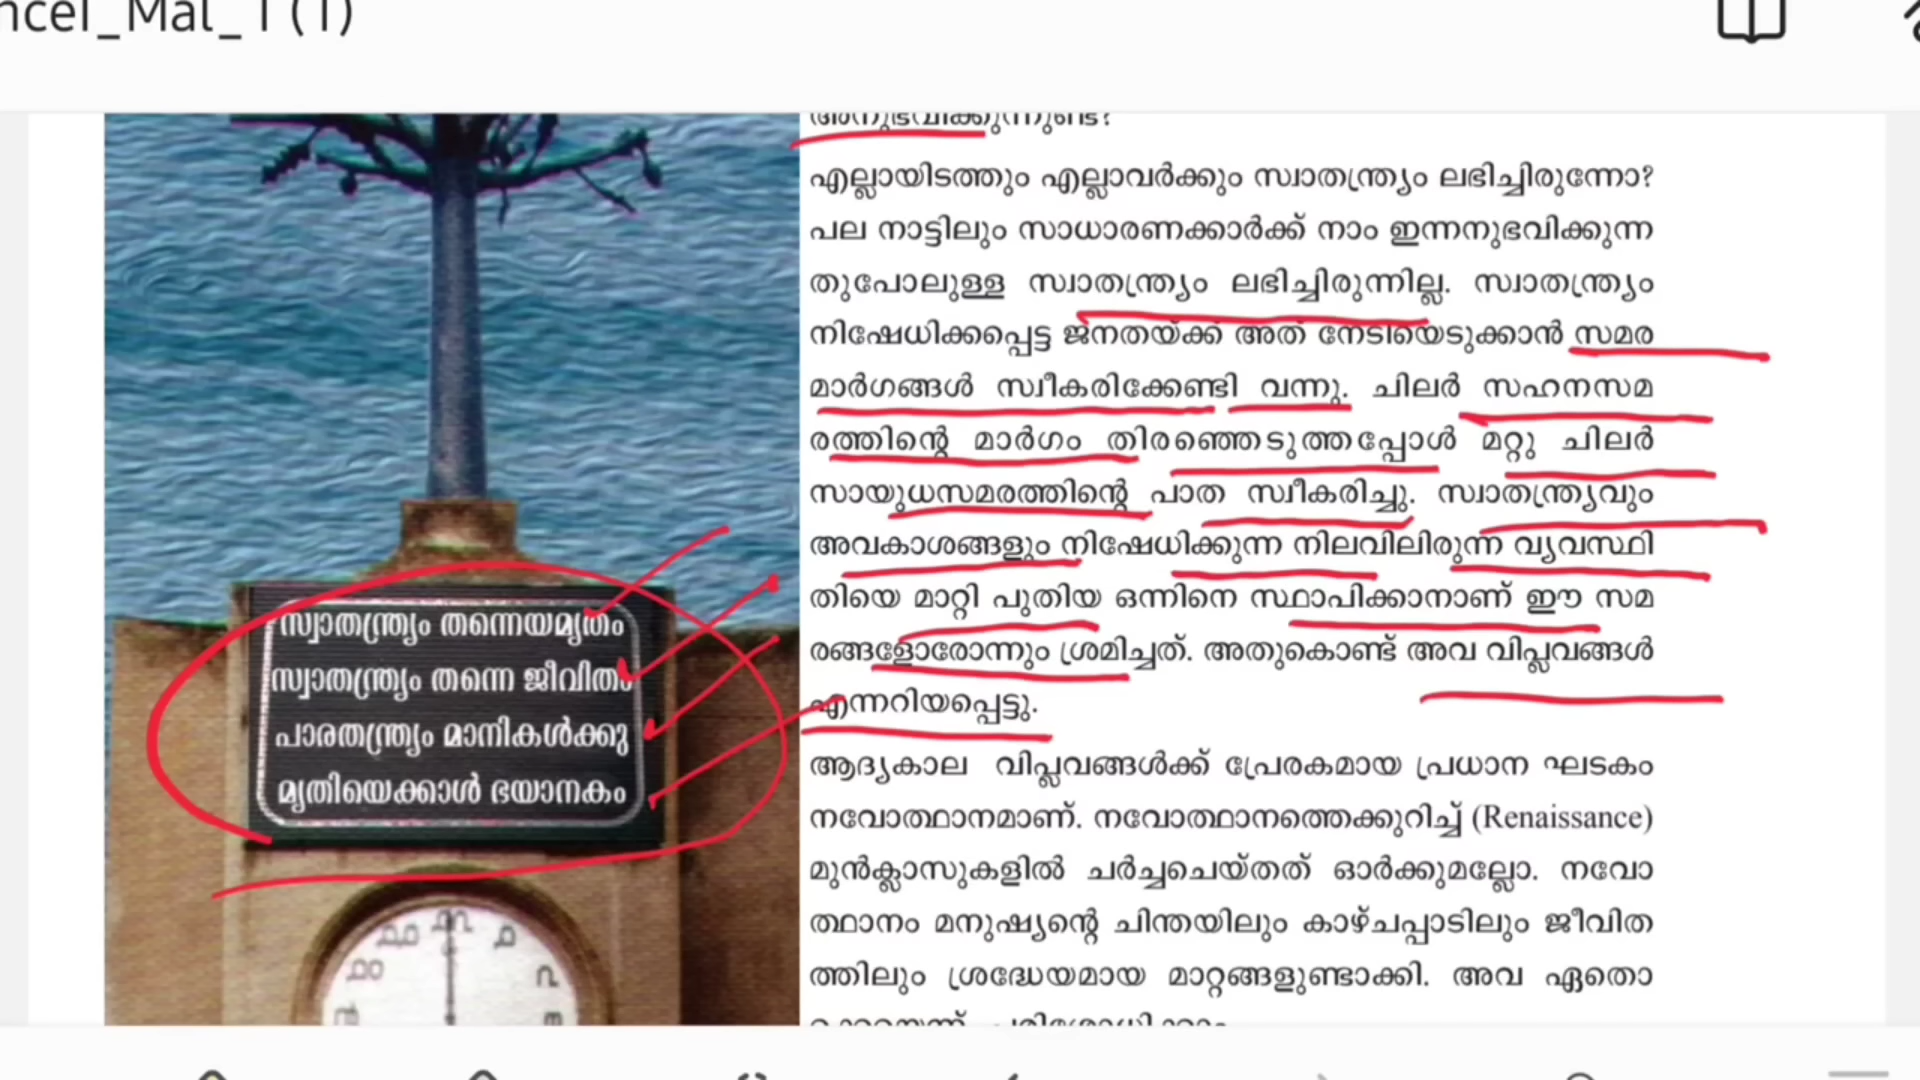 അനുഭവിക്കുന്നുണ്ട്?
എല്ലായിടത്തും എല്ലാവർക്കും സ്വാതന്ത്ര്യം ലഭിച്ചിരുന്നോ?
പല നാട്ടിലും സാധാരണക്കാർക്ക് നാം ഇന്നനുഭവിക്കുന്ന
തുപോലുള്ള സ്വാതന്ത്ര്യം ലഭിച്ചിരുന്നില്ല. സ്വാതന്ത്ര്യം
നിഷേധിക്കപ്പെട്ട ജനതയ്ക്ക് അത് നേടിയെടുക്കാൻ സമര
മാർഗങ്ങൾ സ്വീകരിക്കേണ്ടി വന്നു. ചിലർ സഹനസമ
രത്തിന്റെ മാർഗം തിരഞ്ഞെടുത്തപ്പോൾ മറ്റു ചിലർ
സായുധസമരത്തിന്റെ പാത സ്വീകരിച്ചു. സ്വാതന്ത്ര്യവും
അവകാശങ്ങളും നിഷേധിക്കുന്ന നിലവിലിരുന്ന വ്യവസ്ഥി
തിയെ മാറ്റി പുതിയ ഒന്നിനെ സ്ഥാപിക്കാനാണ് ഈ സമ
രങ്ങളോരോന്നും ശ്രമിച്ചത്. അതുകൊണ്ട് അവ വിപ്ലവങ്ങൾ
എന്നറിയപ്പെട്ടു.
ആദ്യകാല വിപ്ലവങ്ങൾക്ക് പ്രേരകമായ പ്രധാന ഘടകം
നവോത്ഥാനമാണ്. നവോത്ഥാനത്തെക്കുറിച്ച് (Renaissance)
മുൻക്ലാസുകളിൽ ചർച്ചചെയ്തത് ഓർക്കുമല്ലോ. നവോ
ത്ഥാനം മനുഷ്യന്റെ ചിന്തയിലും കാഴ്ചപ്പാടിലും ജീവിത
ത്തിലും ശ്രദ്ധേയമായ മാറ്റങ്ങളുണ്ടാക്കി. അവ ഏതൊ
സ്വാതന്ത്ര്യം തന്നെയമൃതം
സ്വാതന്ത്ര്യം തന്നെ ജീവിതം
പാരതന്ത്ര്യം മാനികൾക്കു
മൃതിയെക്കാൾ ഭയാനകം